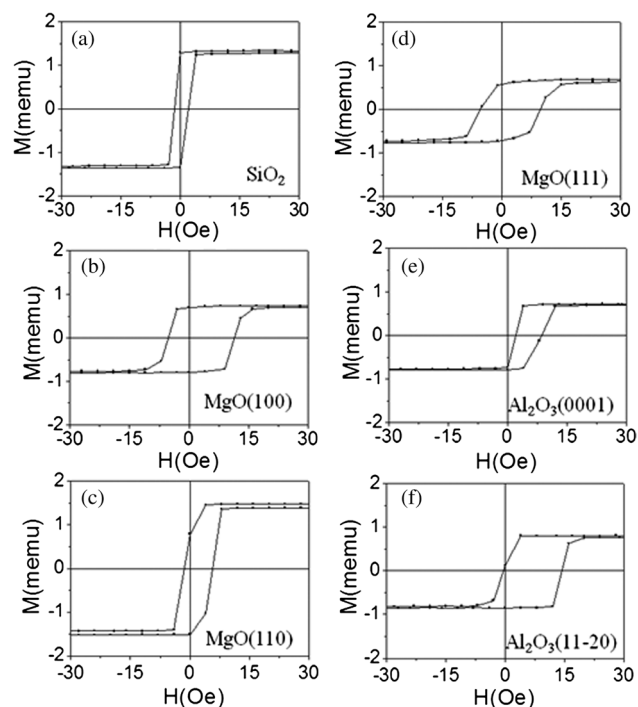 (a)
M(memu)
2
1
0
-1
-2
SiO₂
-30 -15 0 15 30
H(Oe)
(b)
M(memu)
2
1
0
-1
-2
MgO(100)
-30 -15 0 15 30
H(Oe)
(c)
M(memu)
2
1
0
-1
-2
MgO(110)
-30 -15 0 15 30
H(Oe)
(d)
M(memu)
2
1
0
-1
-2
MgO(111)
-30 -15 0 15 30
H(Oe)
(e)
M(memu)
2
1
0
-1
-2
Al₂O₃(0001)
-30 -15 0 15 30
H(Oe)
(f)
M(memu)
2
1
0
-1
-2
Al₂O₃(11-20)
-30 -15 0 15 30
H(Oe)